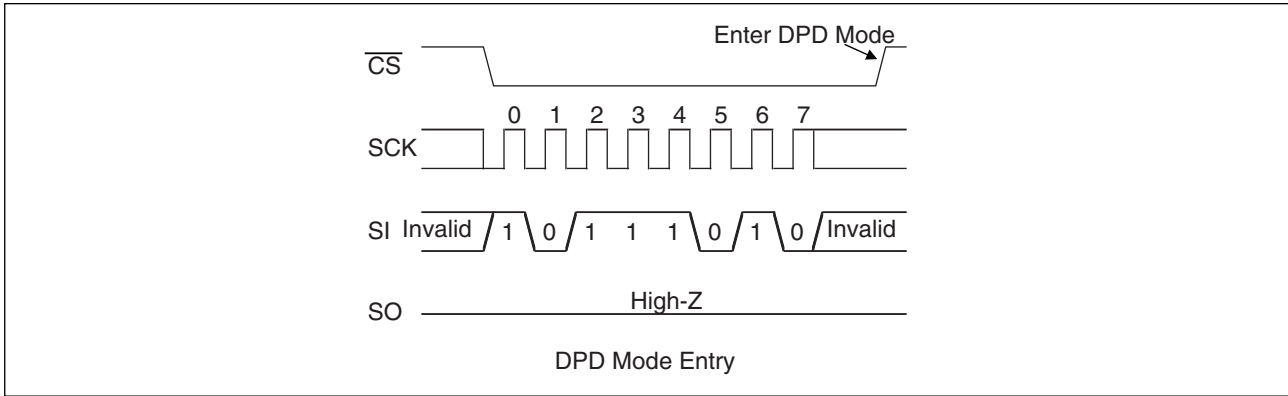 Enter DPD Mode
CS
0 1 2 3 4 5 6 7
SCK
SI Invalid 1 0 1 1 1 0 1 0 Invalid
High-Z
SO
DPD Mode Entry